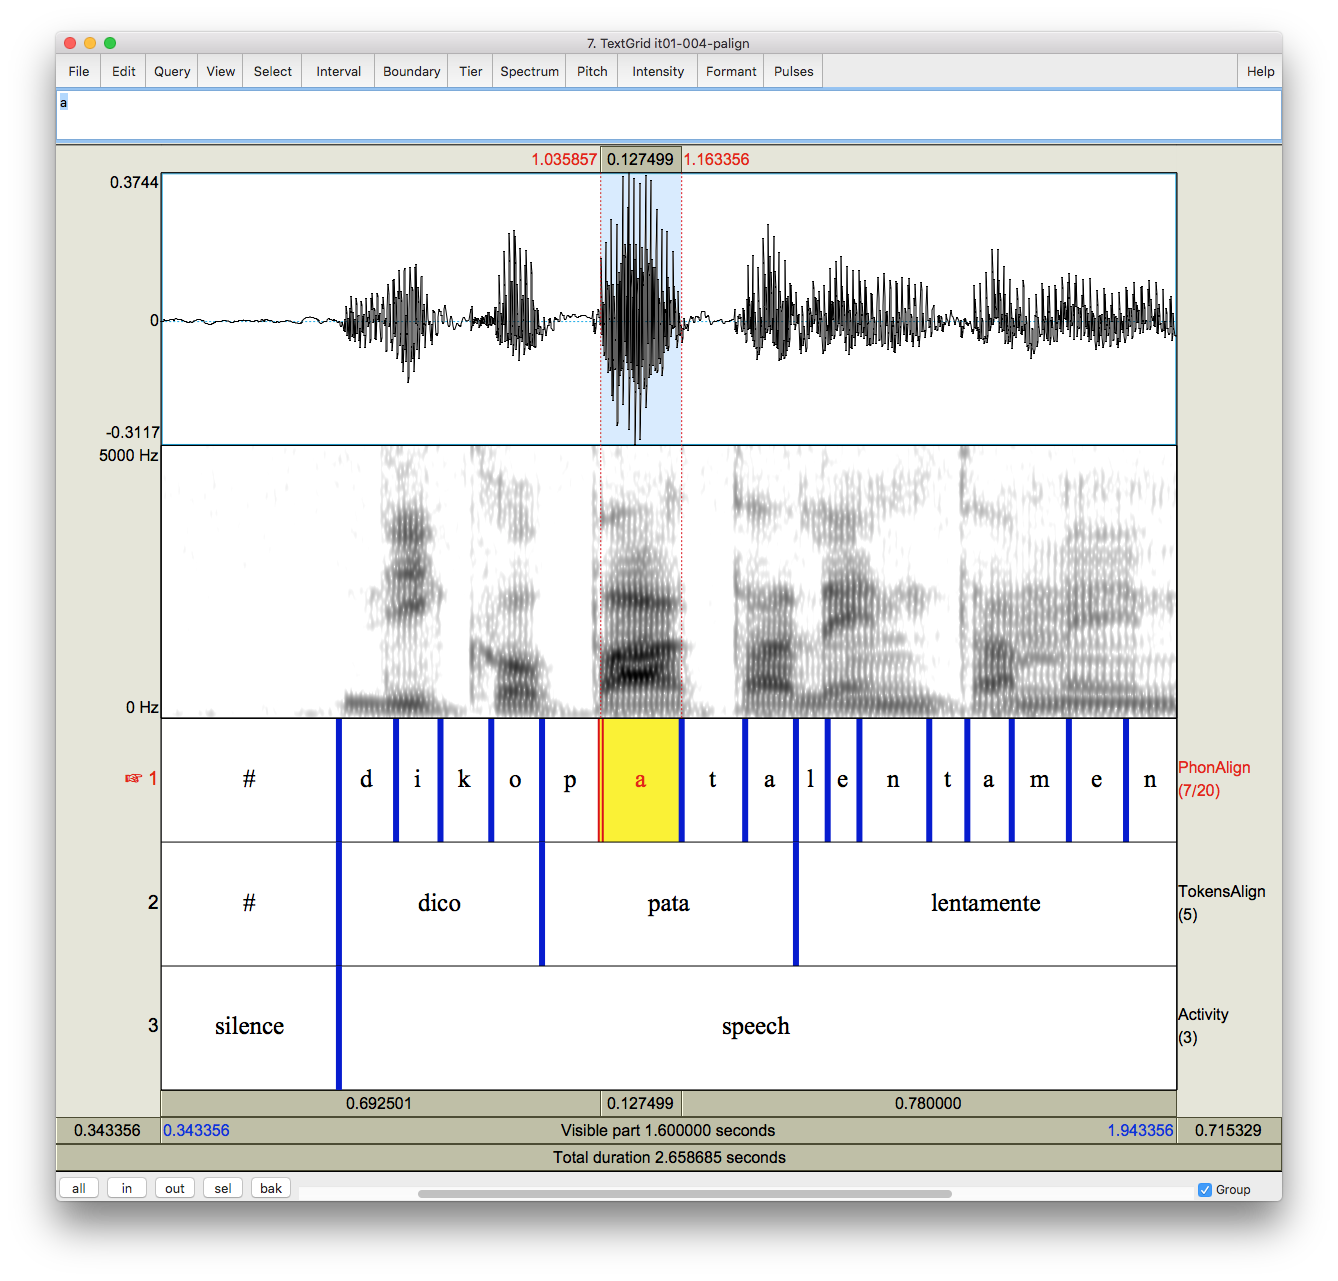 7. TextGrid it01-004-palign
File Edit Query View Select Interval Boundary Tier Spectrum Pitch Intensity Formant Pulses Help
a
1.035857 0.127499 1.163356
0.3744
0
-0.3117
5000 Hz
0 Hz
☞ 1 # d i k o p a t a l e n t a m e n PhonAlign
(7/20)
2 # dico pata lentamente TokensAlign
(5)
3 silence speech Activity
(3)
0.692501 0.127499 0.780000
0.343356 0.343356 Visible part 1.600000 seconds 1.943356 0.715329
Total duration 2.658685 seconds
all in out sel bak Group